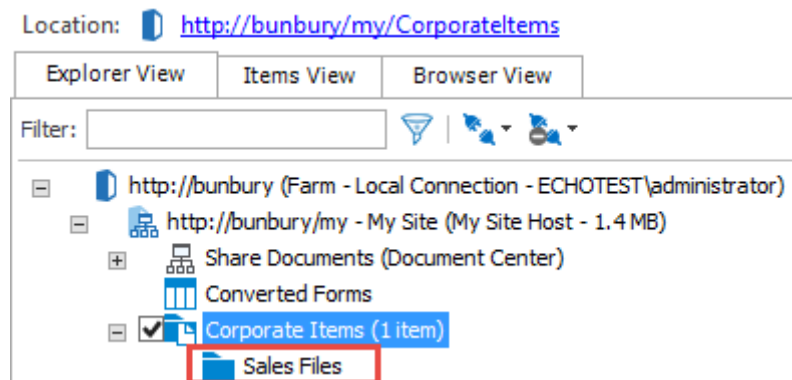 Location: http://bunbury/my/CorporateItems
Explorer View Items View Browser View
Filter:
http://bunbury (Farm - Local Connection - ECHOTEST\administrator)
http://bunbury/my - My Site (My Site Host - 1.4 MB)
Share Documents (Document Center)
Converted Forms
Corporate Items (1 item)
Sales Files